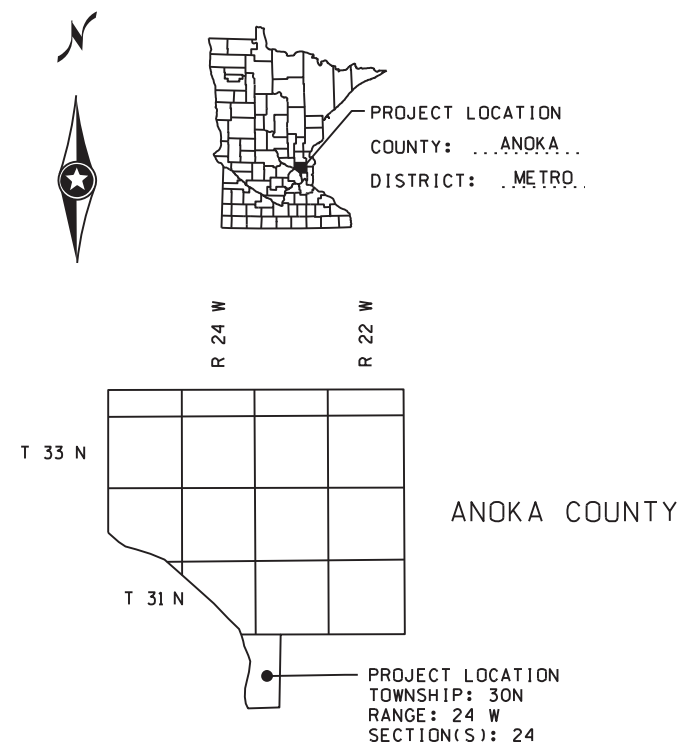 N
PROJECT LOCATION
COUNTY: ANOKA
DISTRICT: METRO
R 24 W
R 22 W
T 33 N
ANOKA COUNTY
T 31 N
PROJECT LOCATION
TOWNSHIP: 30N
RANGE: 24 W
SECTION(S): 24